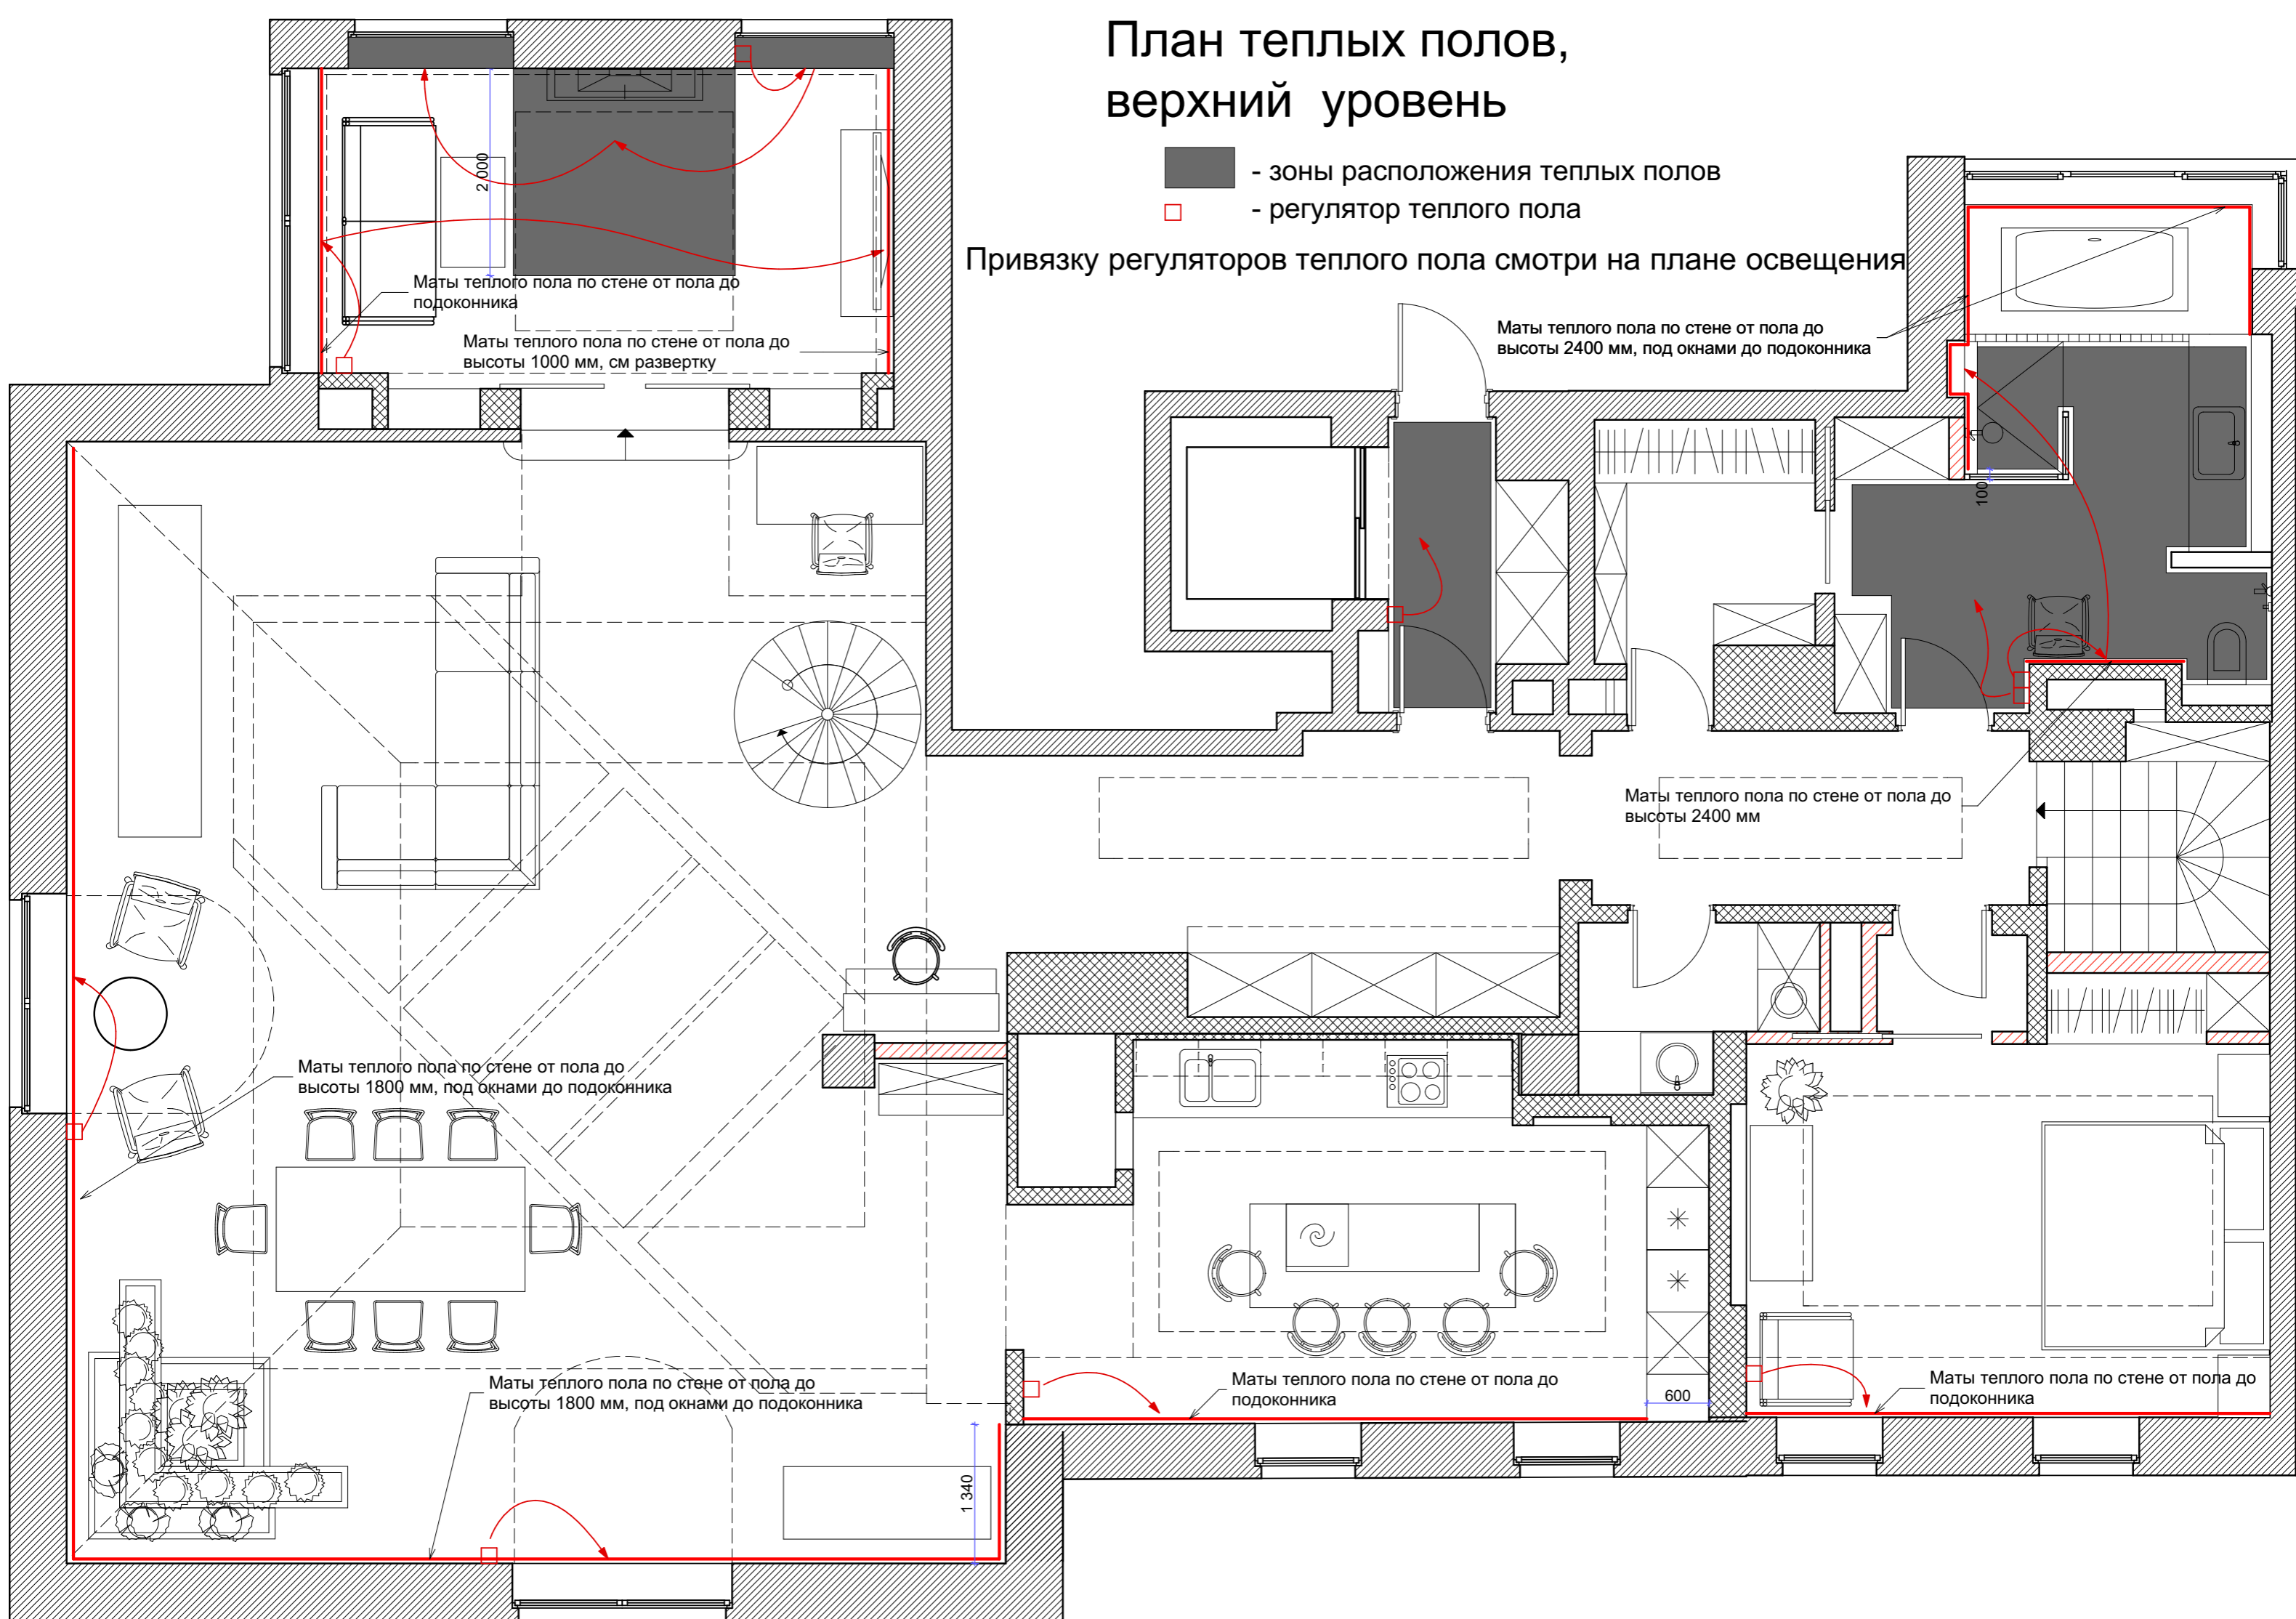 План теплых полов,
верхний уровень
- зоны расположения теплых полов
- регулятор теплого пола
Привязку регуляторов теплого пола смотри на плане освещения
2 000
Маты теплого пола по стене от пола до
подоконника
Маты теплого пола по стене от пола до
высоты 1000 мм, см развертку
Маты теплого пола по стене от пола до
высоты 2400 мм, под окнами до подоконника
100
Маты теплого пола по стене от пола до
высоты 2400 мм
Маты теплого пола по стене от пола до
высоты 1800 мм, под окнами до подоконника
Маты теплого пола по стене от пола до
высоты 1800 мм, под окнами до подоконника
1 340
Маты теплого пола по стене от пола до
подоконника
600
Маты теплого пола по стене от пола до
подоконника